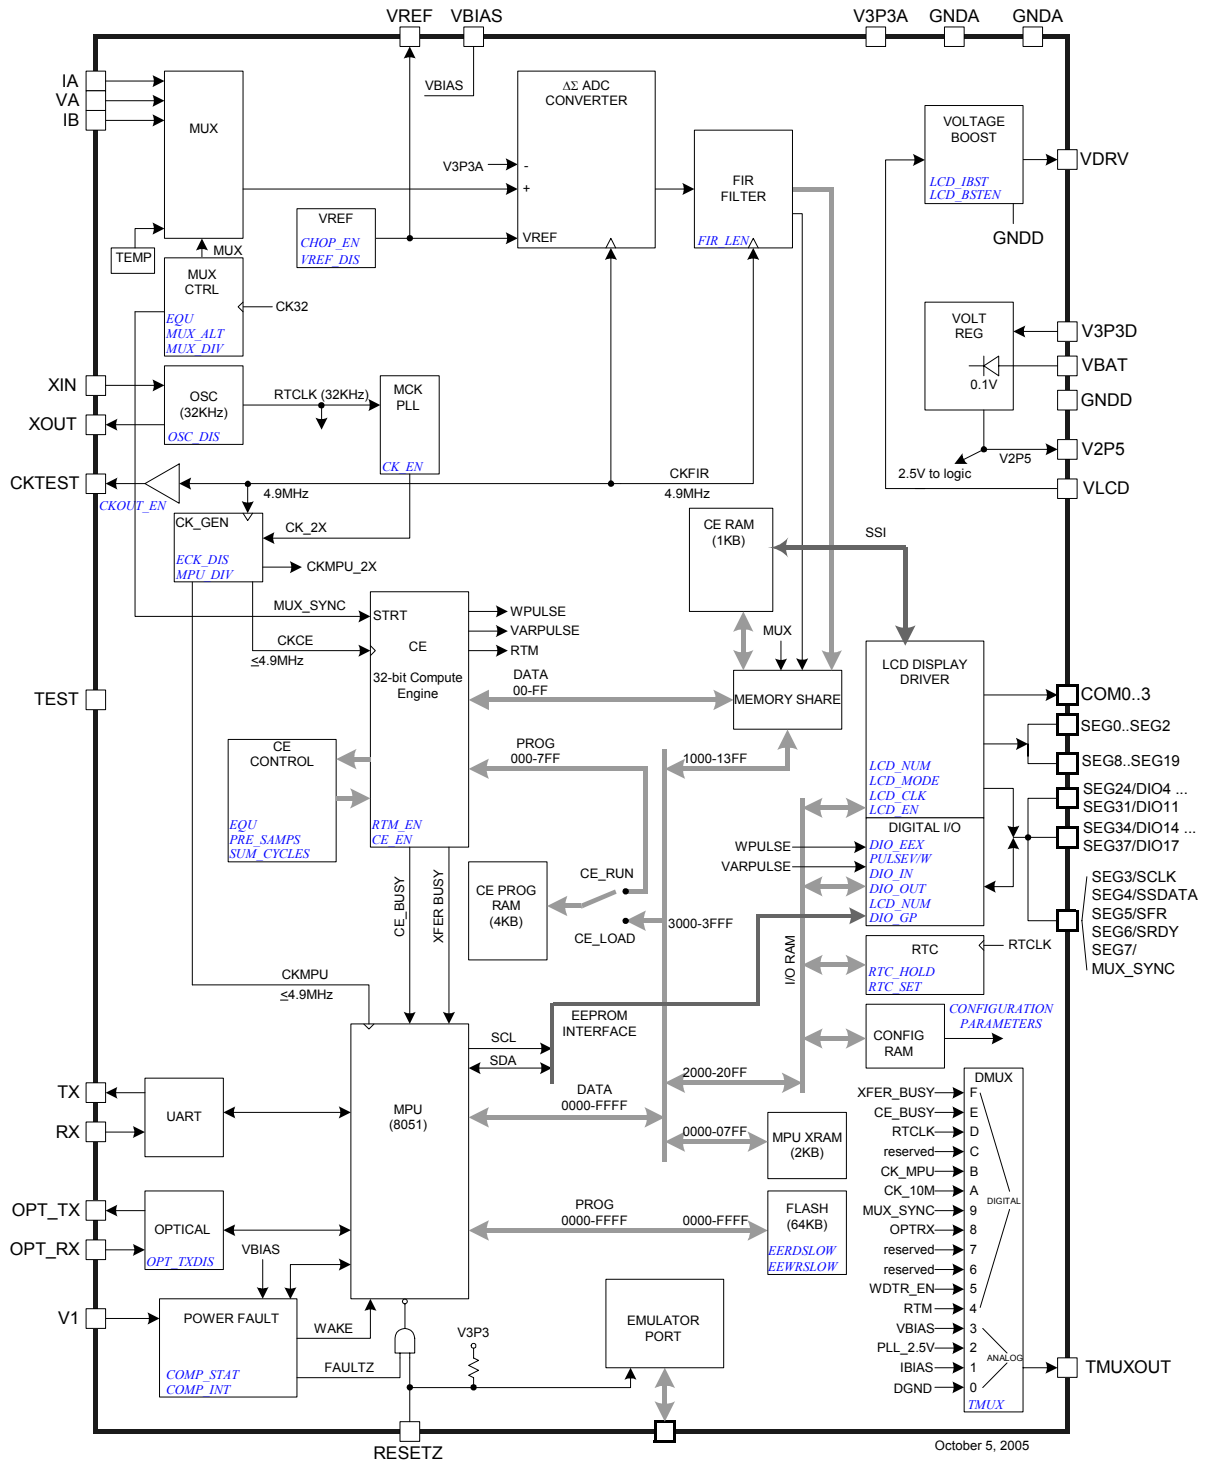 VREF
VBIAS
V3P3A
GNDA
GNDA
IA
VA
IB
MUX
VBIAS
ΔΣ ADC
CONVERTER
V3P3A
-
+
VREF
FIR
FILTER
FIR_LEN
VOLTAGE
BOOST
LCD_IBST
LCD_BSTEN
VDRV
GNDD
VREF
CHOP_EN
VREF_DIS
TEMP
MUX
MUX
CTRL
EQU
MUX_ALT
MUX_DIV
CK32
VOLT
REG
0.1V
V3P3D
VBAT
GNDD
V2P5
V2P5
2.5V to logic
VLCD
XIN
XOUT
OSC
(32KHz)
OSC_DIS
RTCLK (32KHz)
MCK
PLL
CK_EN
CKTEST
CKOUT_EN
4.9MHz
CKFIR
4.9MHz
CK_GEN
ECK_DIS
MPU_DIV
CK_2X
CKMPU_2X
CE RAM
(1KB)
SSI
MUX_SYNC
STRT
CKCE
≤4.9MHz
CE
32-bit Compute
Engine
RTM_EN
CE_EN
WPULSE
VARPULSE
RTM
DATA
00-FF
MUX
MEMORY SHARE
LCD DISPLAY
DRIVER
LCD_NUM
LCD_MODE
LCD_CLK
LCD_EN
TEST
COM0..3
SEG0..SEG2
SEG8..SEG19
SEG24/DIO4 ...
SEG31/DIO11
SEG34/DIO14 ...
SEG37/DIO17
SEG3/SCLK
SEG4/SSDATA
SEG5/SFR
SEG6/SRDY
SEG7/
MUX_SYNC
CE
CONTROL
EQU
PRE_SAMPS
SUM_CYCLES
PROG
000-7FF
1000-13FF
DIGITAL I/O
DIO_EEX
PULSEV/W
DIO_IN
DIO_OUT
LCD_NUM
DIO_GP
WPULSE
VARPULSE
CE_BUSY
XFER BUSY
CE PROG
RAM
(4KB)
CE_RUN
CE_LOAD
3000-3FFF
I/O RAM
RTC
RTC_HOLD
RTC_SET
RTCLK
CKMPU
≤4.9MHz
EEPROM
INTERFACE
SCL
SDA
CONFIG
RAM
CONFIGURATION
PARAMETERS
2000-20FF
MPU
(8051)
DATA
0000-FFFF
0000-07FF
MPU XRAM
(2KB)
TX
RX
UART
PROG
0000-FFFF
0000-FFFF
FLASH
(64KB)
EERDSLOW
EEWRSLOW
OPT_TX
OPT_RX
OPTICAL
OPT_TXDIS
VBIAS
V1
POWER FAULT
COMP_STAT
COMP_INT
WAKE
FAULTZ
V3P3
EMULATOR
PORT
DMUX
XFER_BUSY F
CE_BUSY E
RTCLK D
reserved C
CK_MPU B
CK_10M A
MUX_SYNC 9
OPTRX 8
reserved 7
reserved 6
WDTR_EN 5
RTM 4
VBIAS 3
PLL_2.5V 2
IBIAS 1
DGND 0
DIGITAL
ANALOG
TMUX
TMUXOUT
RESETZ
October 5, 2005